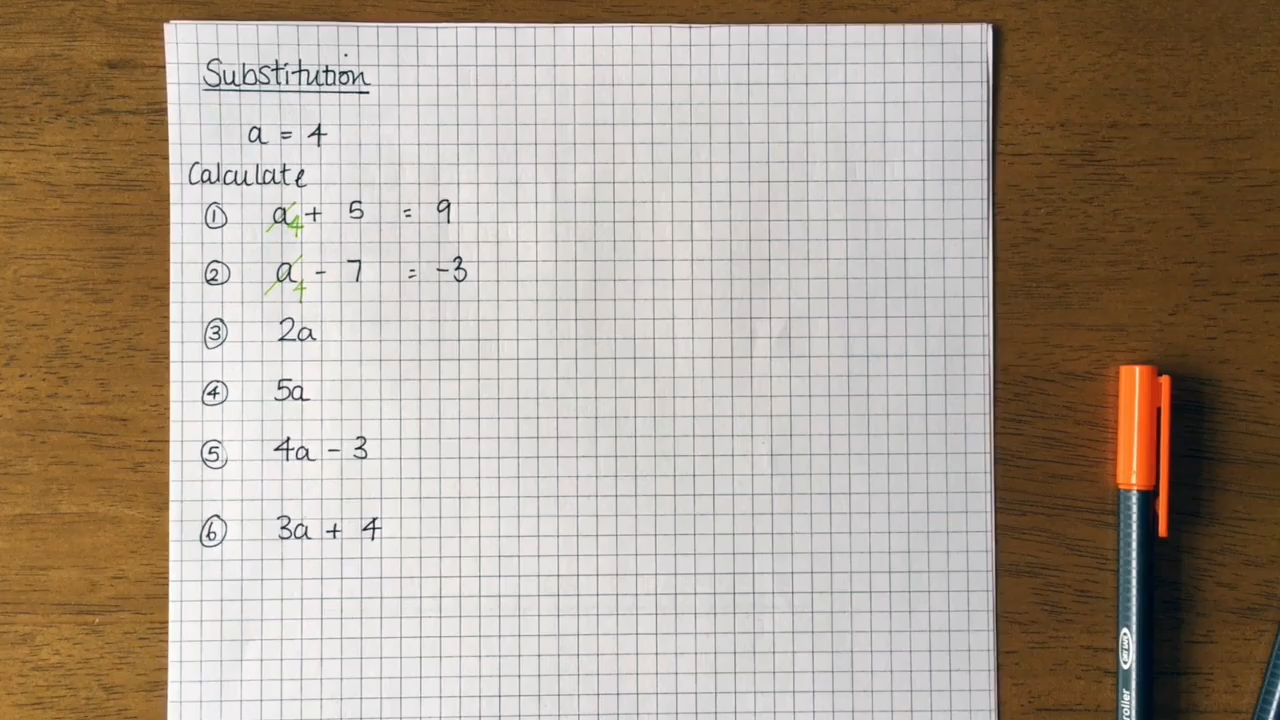 Substitution
a = 4
Calculate
① a 4 + 5 = 9
② a 4 - 7 = -3
③ 2a
④ 5a
⑤ 4a - 3
⑥ 3a + 4